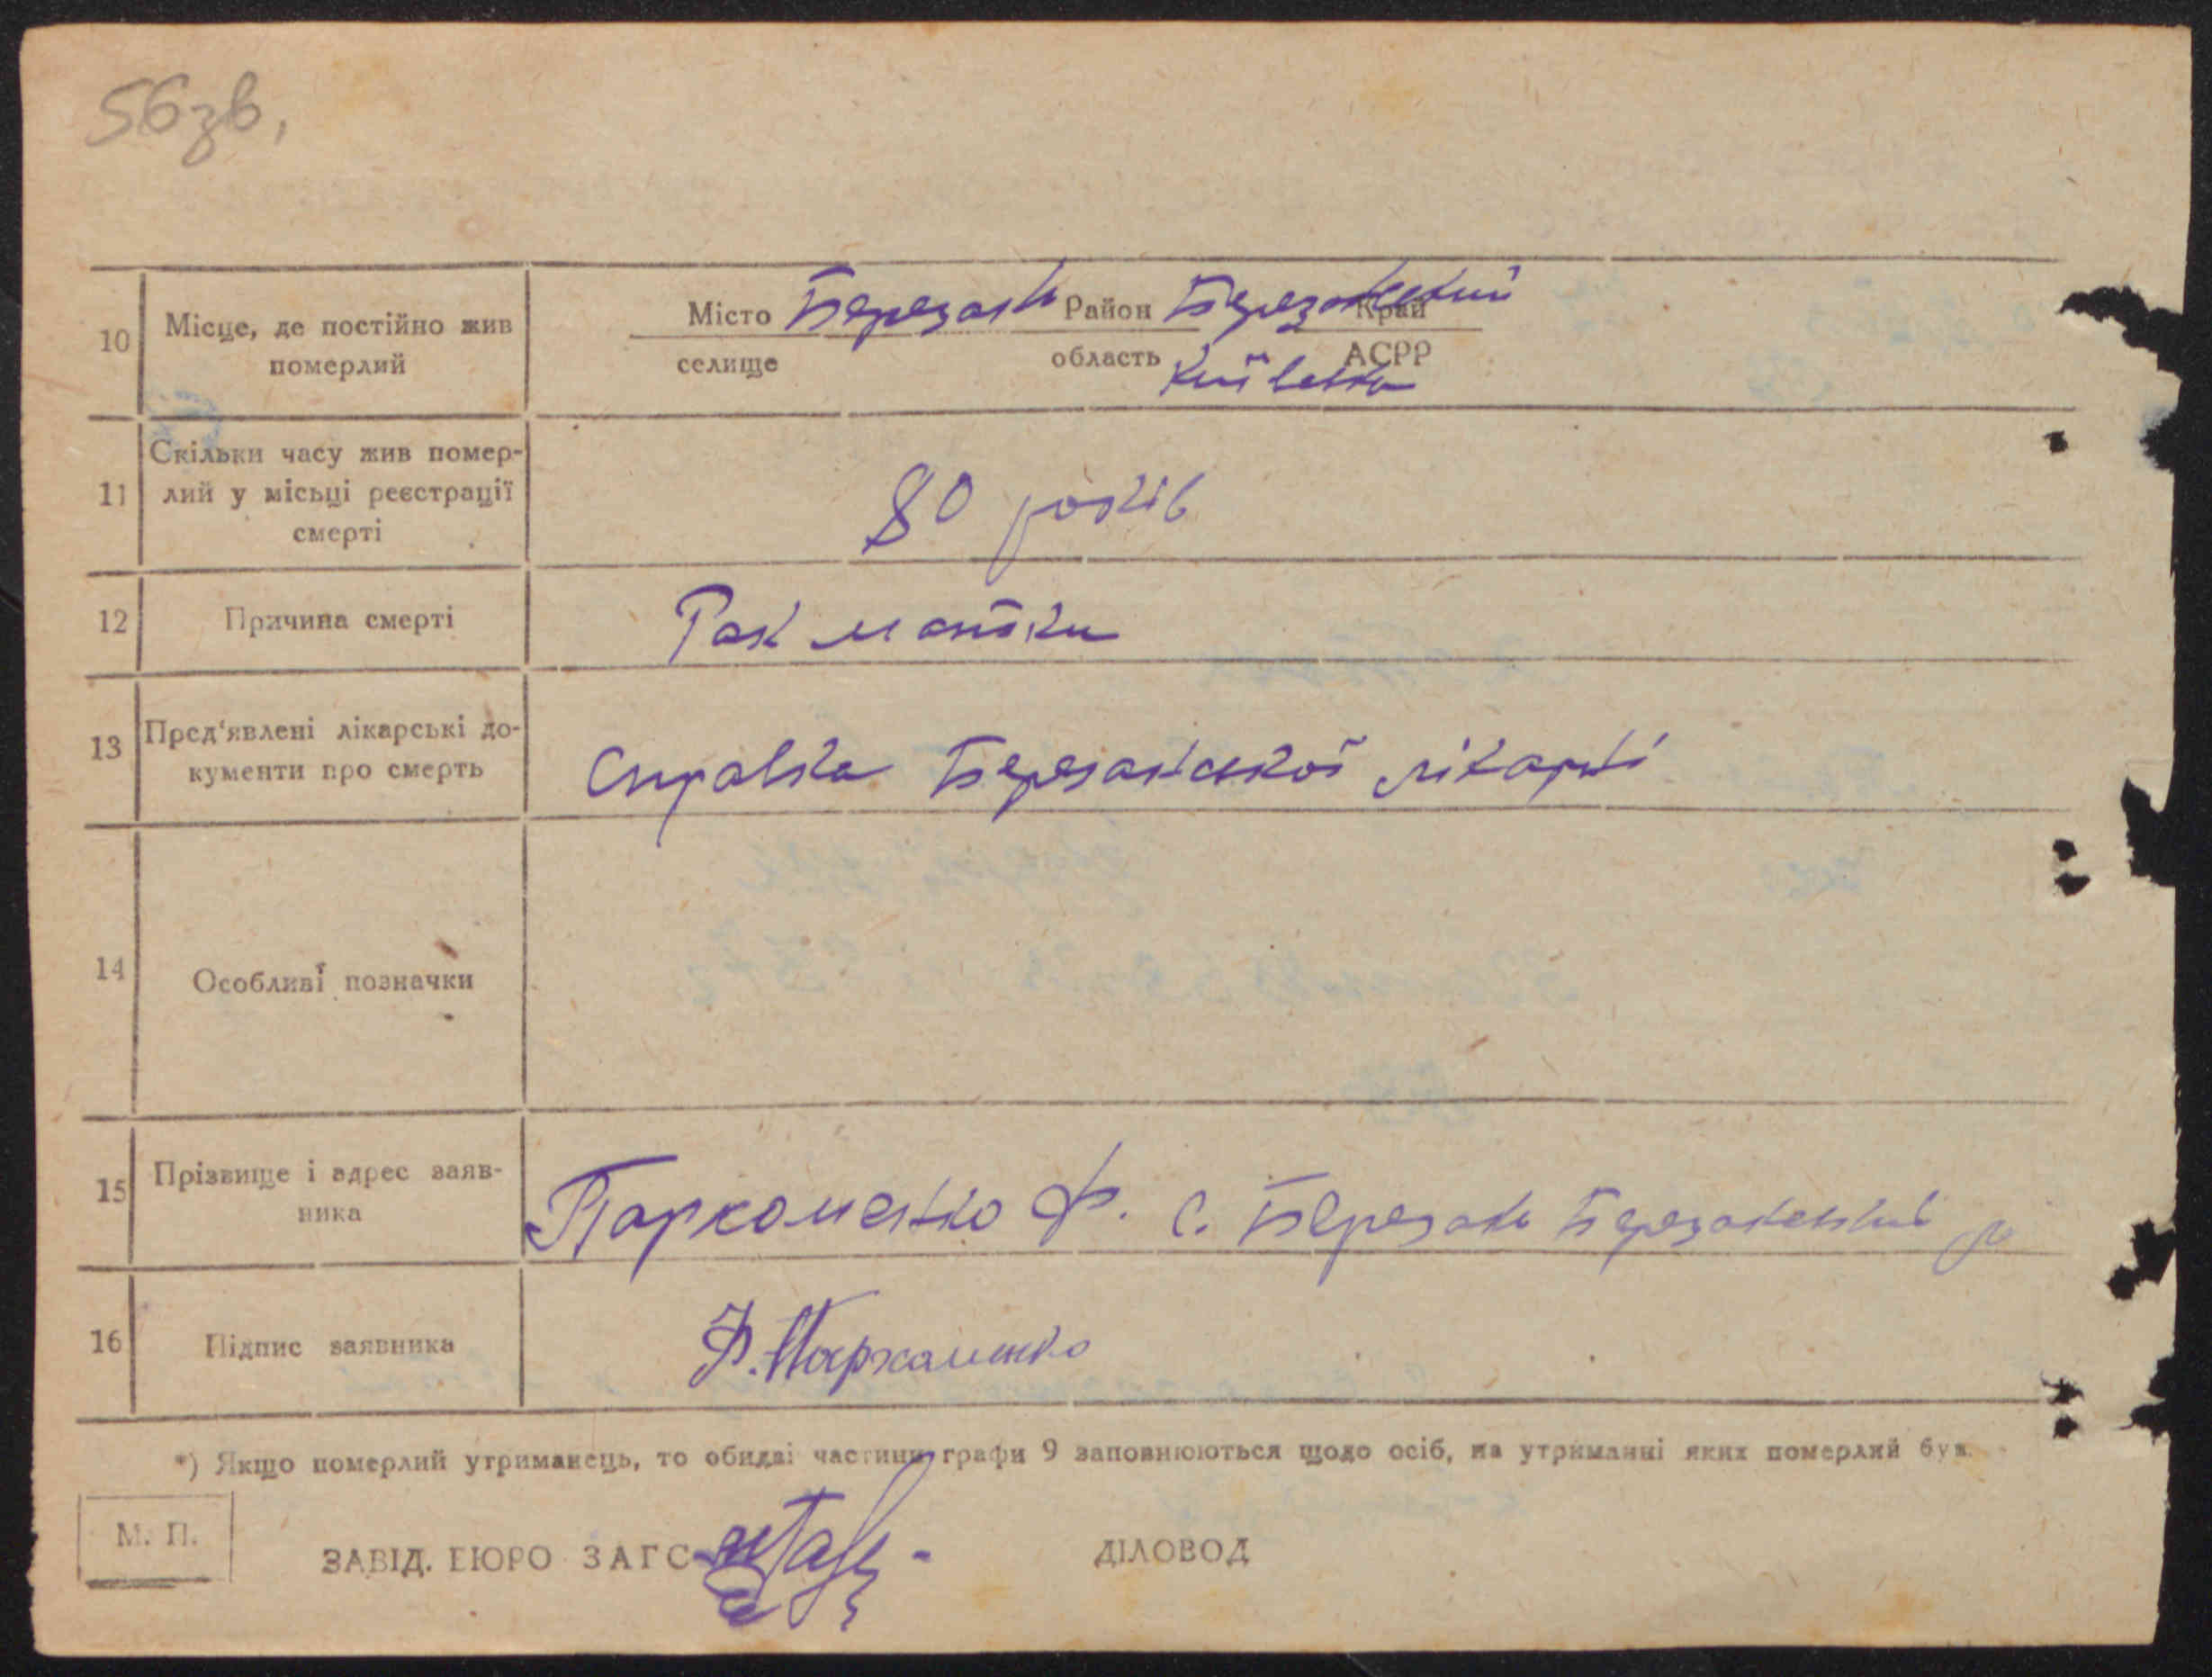 56зв,
10 Місце, де постійно жив померлий
Місто Березань Район Березанський Край
селище область Київська АСРР
11 Скільки часу жив помер-
лий у місьці реєстрації
смерті
80 років
12 Причина смерті Рак матки
13 Пред'явлені лікарські до-
кументи про смерть
Справка Березанської лікарні
14 Особливі позначки
15 Прізвище і адрес заяв-
ника
Пархоменко Ф. с. Березань Березанський р
16 Підпис заявника Ф. Пархоменко
*) Якщо померлий утриманець, то обидві частини графи 9 заповнюються щодо осіб, на утриманні яких померлий був.
М. П.
ЗАВІД. БЮРО ЗАГС ДІЛОВОД